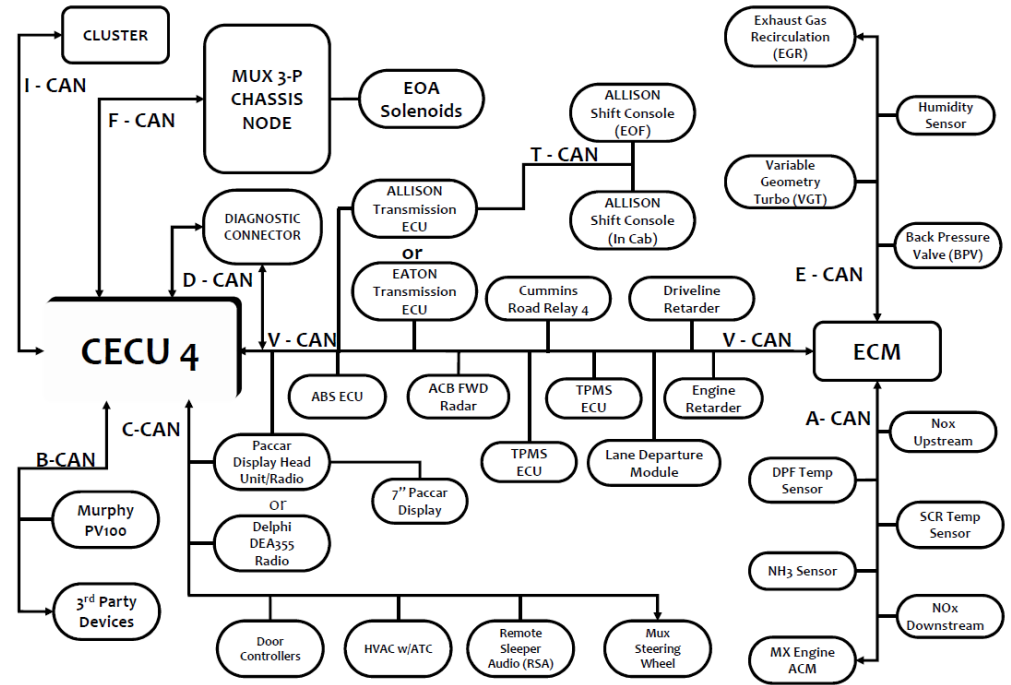 CLUSTER
I - CAN
F - CAN
MUX 3-P
CHASSIS
NODE
EOA
Solenoids
ALLISON
Shift Console
(EOF)
T - CAN
ALLISON
Transmission
ECU
ALLISON
Shift Console
(In Cab)
or
EATON
Transmission
ECU
DIAGNOSTIC
CONNECTOR
D - CAN
Cummins
Road Relay 4
Driveline
Retarder
Exhaust Gas
Recirculation
(EGR)
Humidity
Sensor
Variable
Geometry
Turbo (VGT)
Back Pressure
Valve (BPV)
E - CAN
CECU 4
V - CAN
V - CAN
ECM
ABS ECU
ACB FWD
Radar
TPMS
ECU
Engine
Retarder
TPMS
ECU
Lane Departure
Module
A- CAN
Nox
Upstream
DPF Temp
Sensor
SCR Temp
Sensor
NH3 Sensor
NOx
Downstream
MX Engine
ACM
C-CAN
B-CAN
Paccar
Display Head
Unit/Radio
7” Paccar
Display
or
Delphi
DEA355
Radio
Murphy
PV100
3rd Party
Devices
Door
Controllers
HVAC w/ATC
Remote
Sleeper
Audio (RSA)
Mux
Steering
Wheel